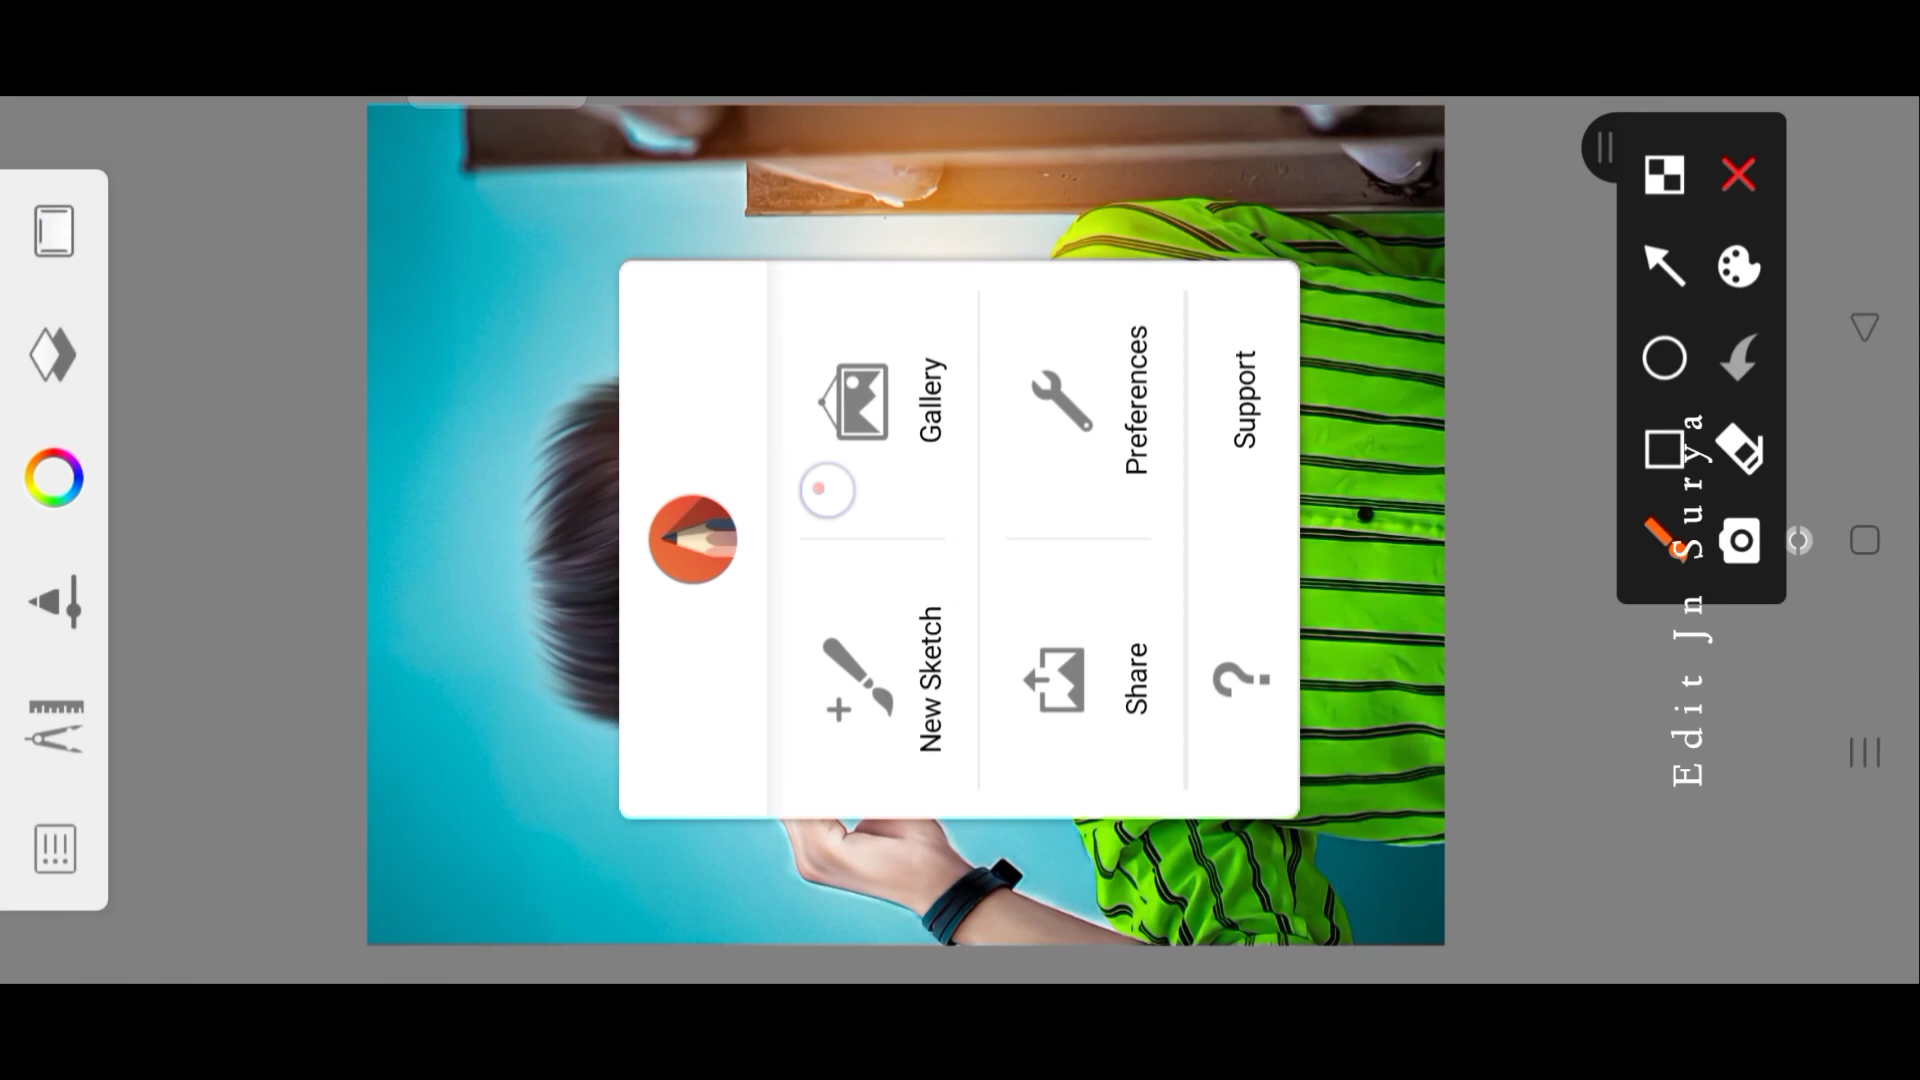 New Sketch
Gallery
Share
Preferences
Support
Edit Jn Surya